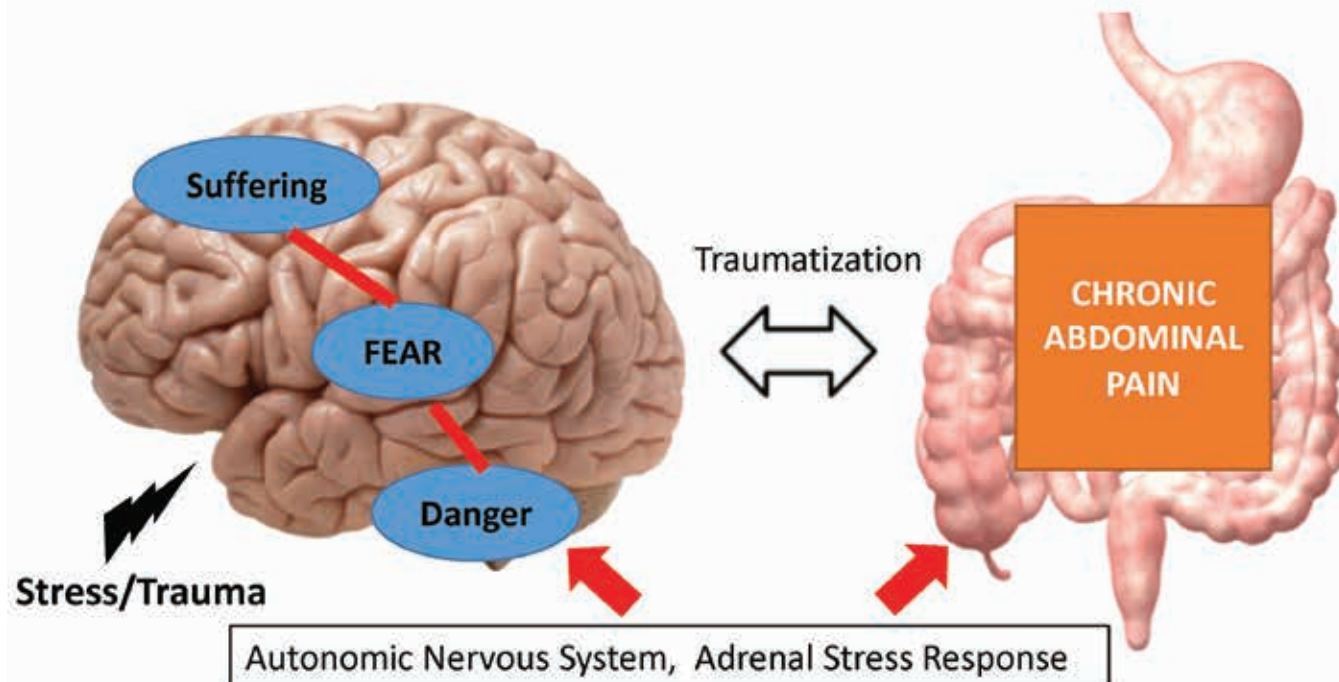 Suffering
Traumatization
FEAR
CHRONIC
ABDOMINAL
PAIN
Danger
Stress/Trauma
Autonomic Nervous System, Adrenal Stress Response